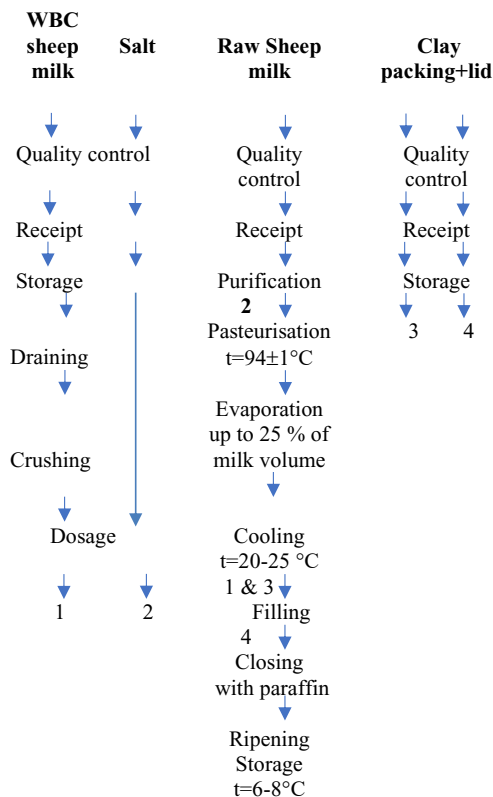 WBC
sheep
milk
Salt
Raw Sheep
milk
Clay
packing+lid
Quality control
Quality
control
Quality
control
Receipt
Receipt
Receipt
Storage
Purification
Storage
2
Pasteurisation
t=94±1°C
3
4
Draining
Evaporation
up to 25 % of
milk volume
Crushing
Dosage
Cooling
t=20-25 °C
1 & 3
1
2
Filling
4
Closing
with paraffin
Ripening
Storage
t=6-8°C